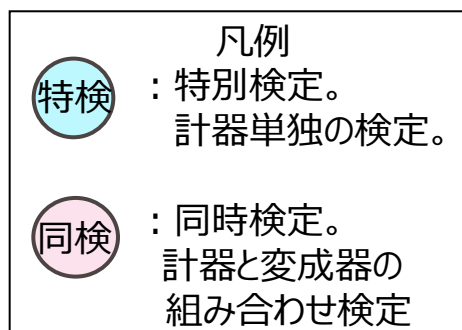 凡例
特検
:特別検定。
計器単独の検定。
同検
:同時検定。
計器と変成器の
組み合わせ検定